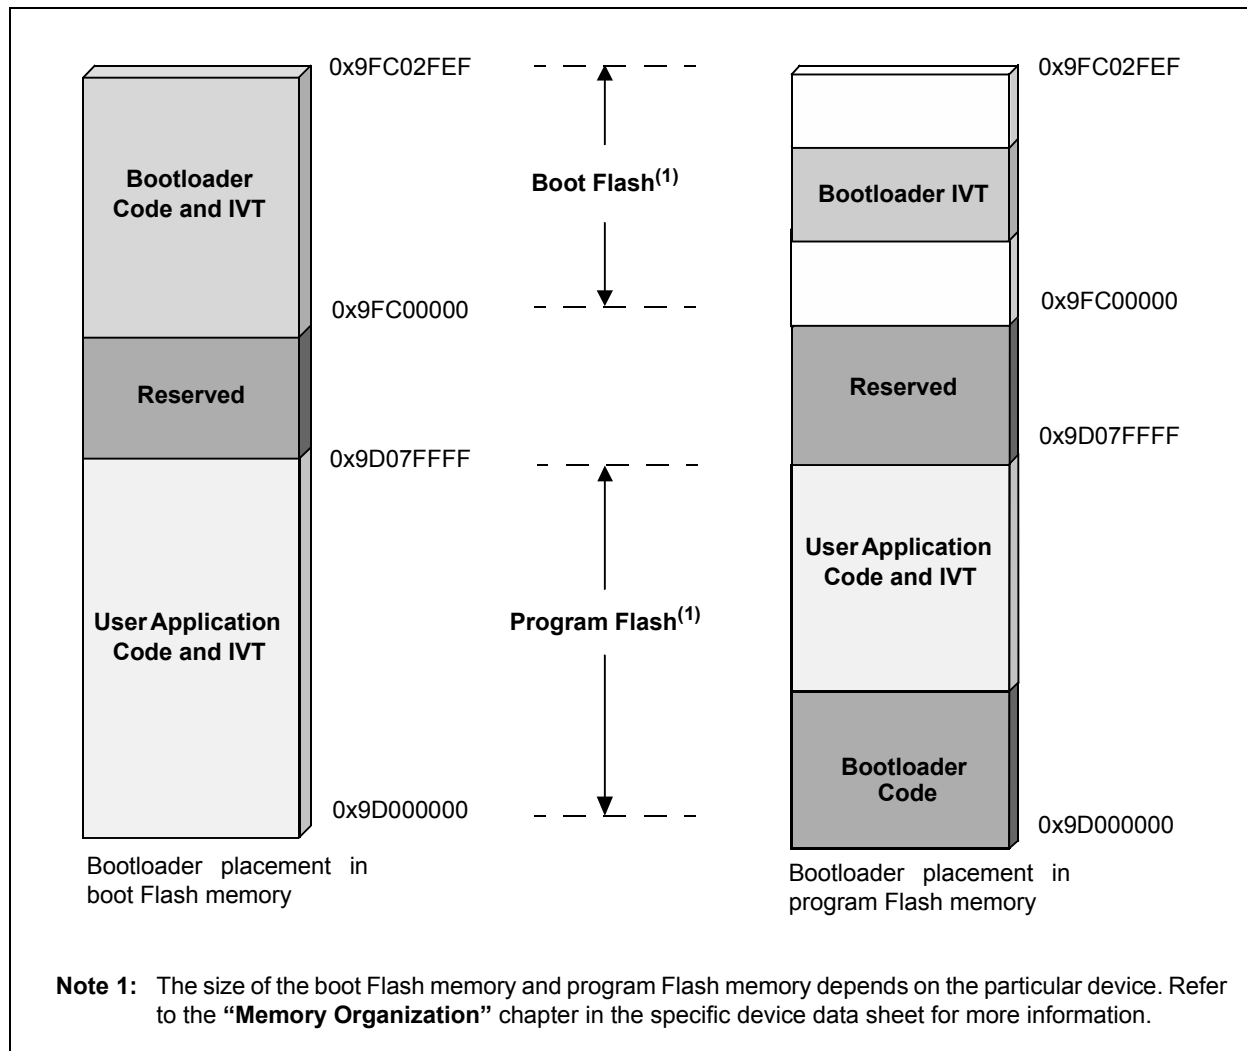 0x9FC02FEF
Bootloader
Code and IVT
0x9FC00000
Reserved
0x9D07FFFF
User Application
Code and IVT
0x9D000000
Bootloader placement in
boot Flash memory
Boot Flash(1)
Program Flash(1)
0x9FC02FEF
Bootloader IVT
0x9FC00000
Reserved
0x9D07FFFF
User Application
Code and IVT
Bootloader
Code
0x9D000000
Bootloader placement in
program Flash memory
Note 1: The size of the boot Flash memory and program Flash memory depends on the particular device. Refer
to the “Memory Organization” chapter in the specific device data sheet for more information.